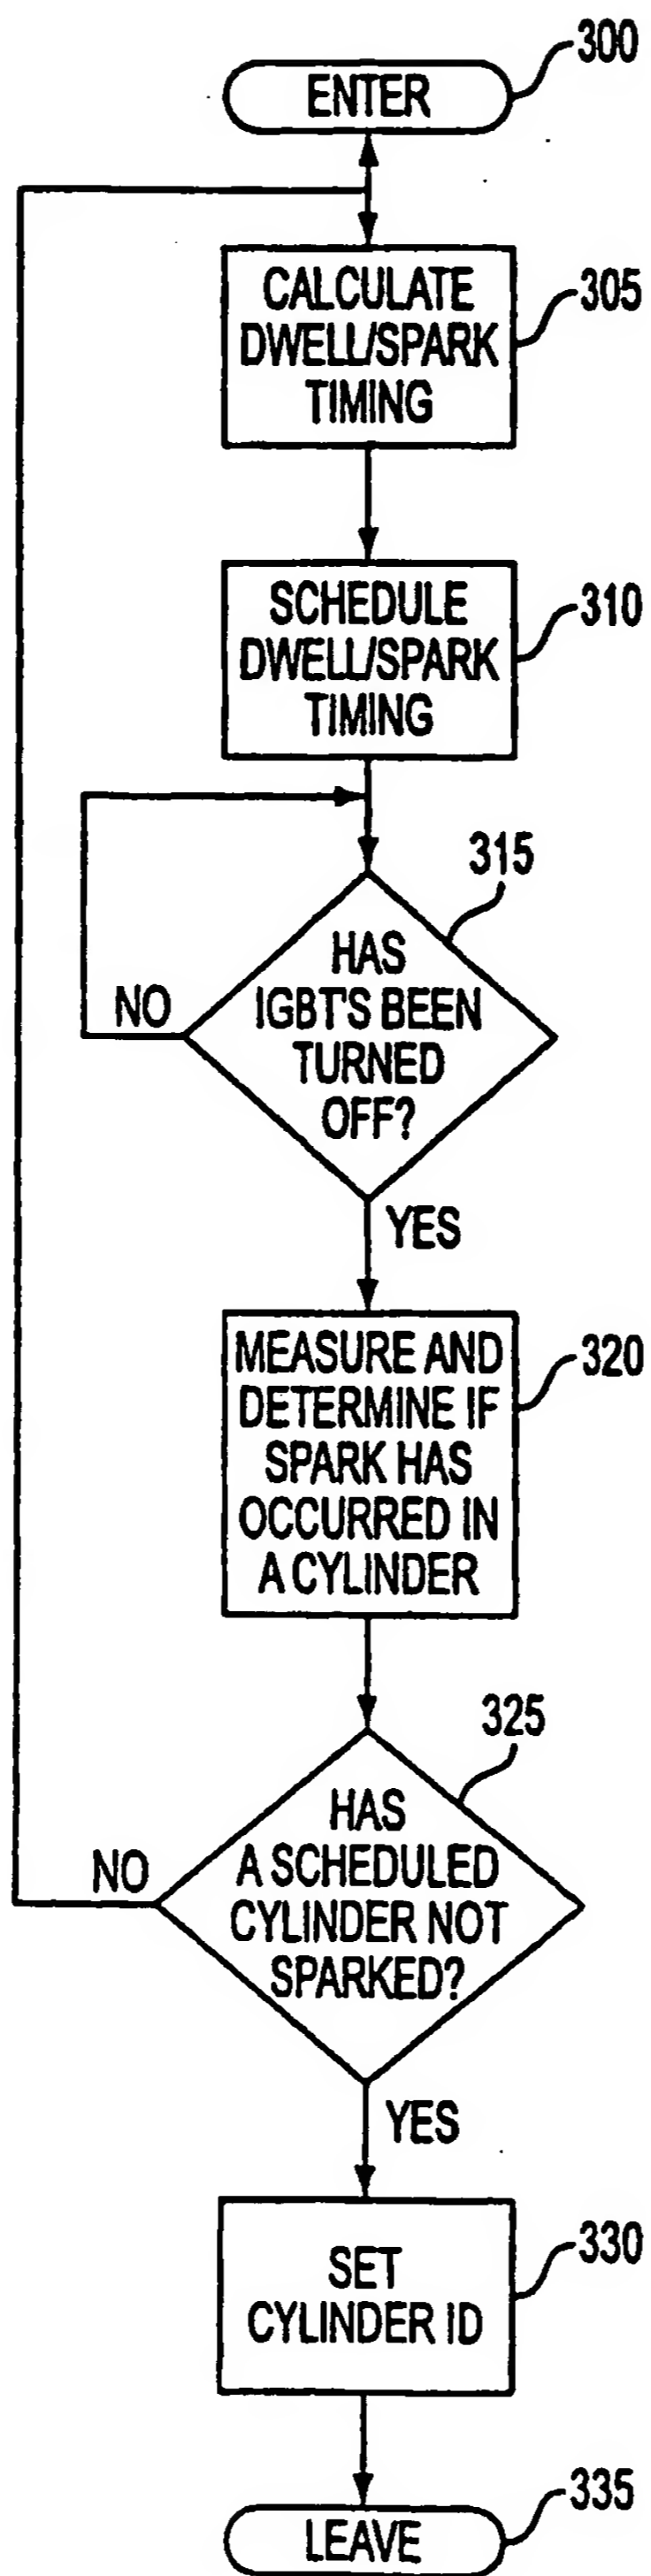 300
ENTER
CALCULATE
DWELL/SPARK
TIMING
305
SCHEDULE
DWELL/SPARK
TIMING
310
315
HAS
IGBT'S BEEN
TURNED
OFF?
NO
YES
MEASURE AND
DETERMINE IF
SPARK HAS
OCCURRED IN
A CYLINDER
320
325
HAS
A SCHEDULED
CYLINDER NOT
SPARKED?
NO
YES
SET
CYLINDER ID
330
335
LEAVE